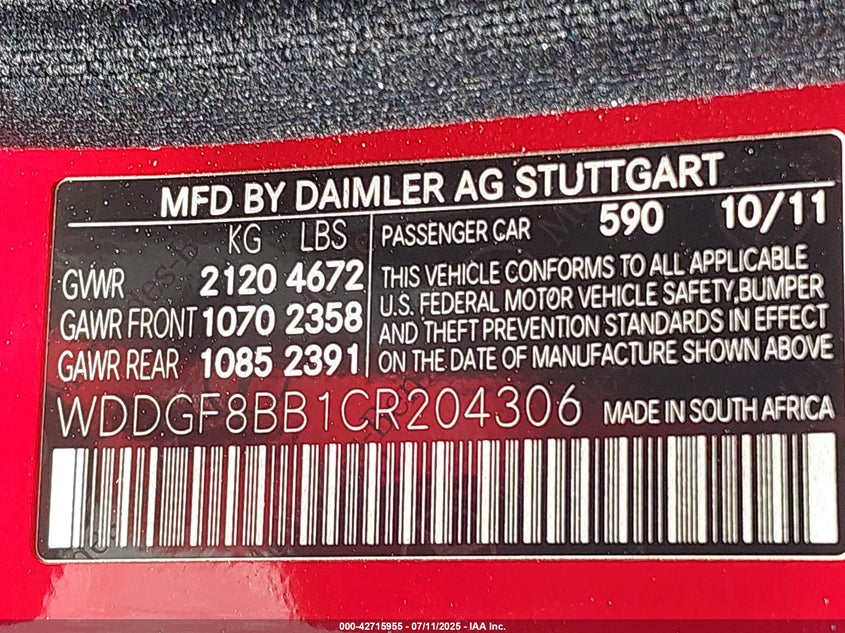 MFD BY DAIMLER AG STUTTGART
KG LBS
GVWR 2120 4672
GAWR FRONT 1070 2358
GAWR REAR 1085 2391
PASSENGER CAR 590 10/11
THIS VEHICLE CONFORMS TO ALL APPLICABLE
U.S. FEDERAL MOTOR VEHICLE SAFETY, BUMPER
AND THEFT PREVENTION STANDARDS IN EFFECT
ON THE DATE OF MANUFACTURE SHOWN ABOVE
WDDGF8BB1CR204306 MADE IN SOUTH AFRICA
000-42715955 - 07/11/2025 - IAA Inc.